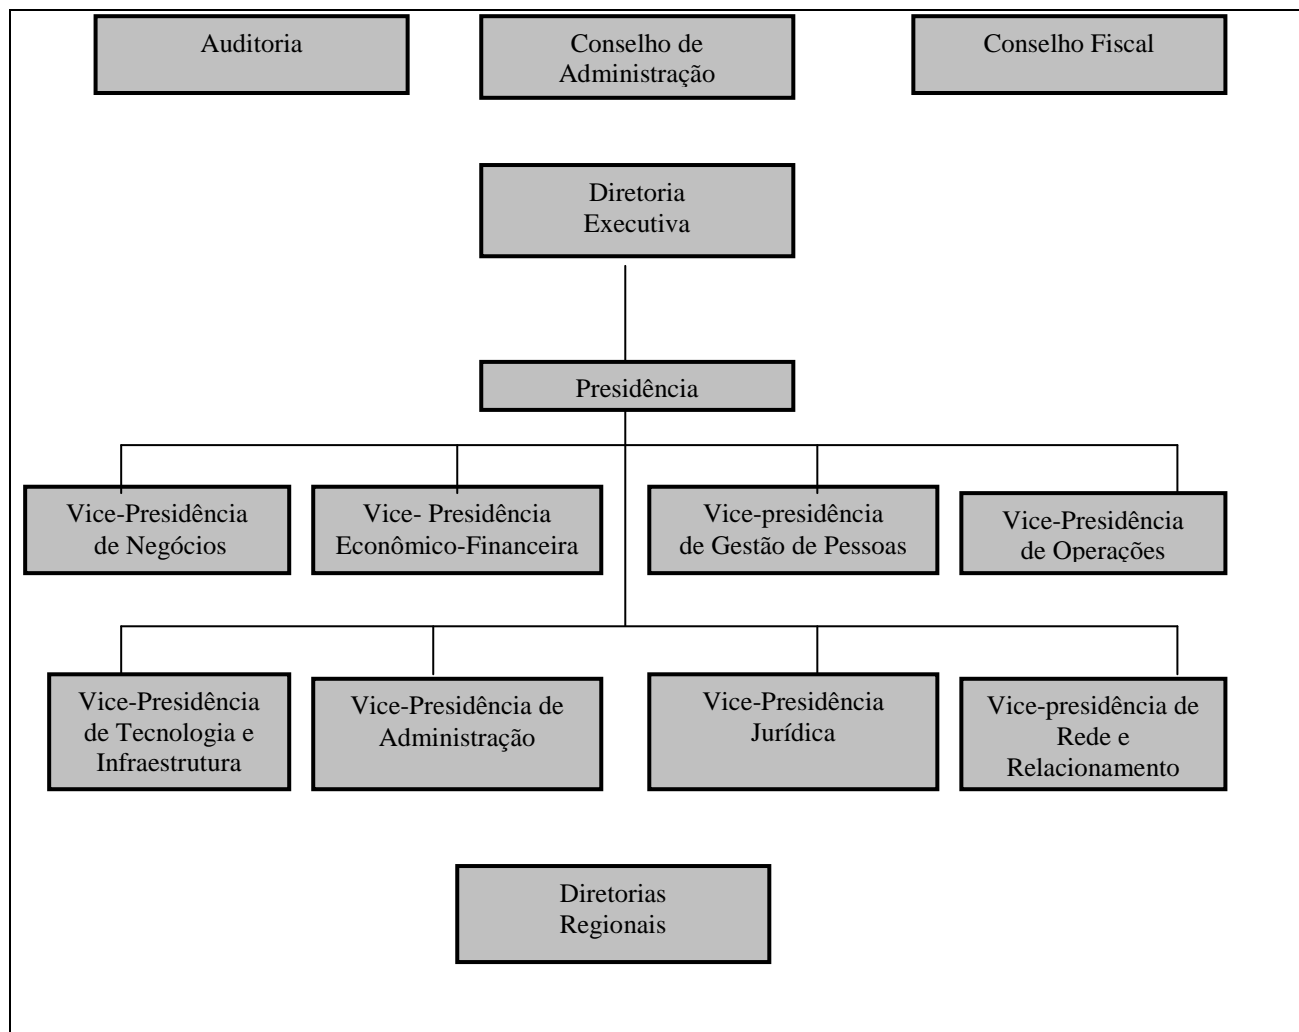 Auditoria
Conselho de
Administração
Conselho Fiscal
Diretoria
Executiva
Presidência
Vice-Presidência
de Negócios
Vice- Presidência
Econômico-Financeira
Vice-presidência
de Gestão de Pessoas
Vice-Presidência
de Operações
Vice-Presidência
de Tecnologia e
Infraestrutura
Vice-Presidência de
Administração
Vice-Presidência
Jurídica
Vice-presidência de
Rede e
Relacionamento
Diretorias
Regionais